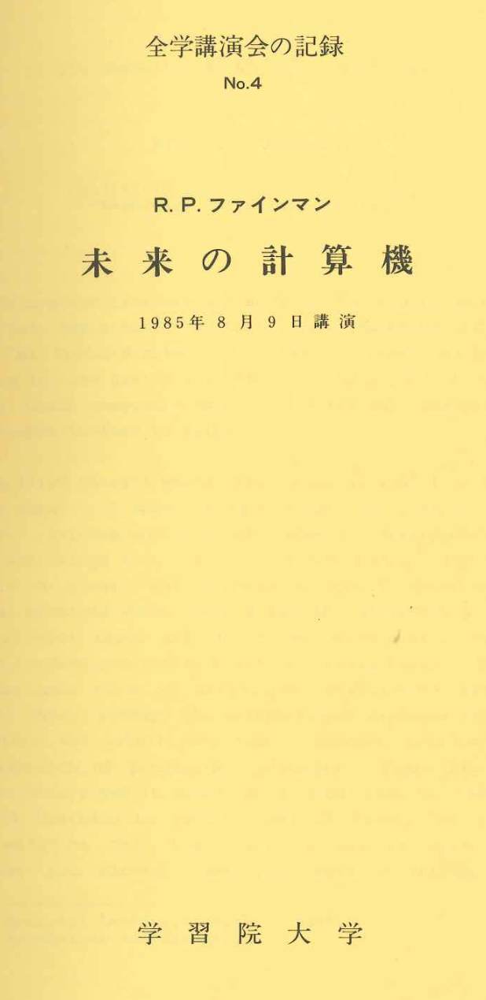 全学講演会の記録
No.4
R. P. ファインマン
未来の計算機
1985年8月9日講演
学習院大学